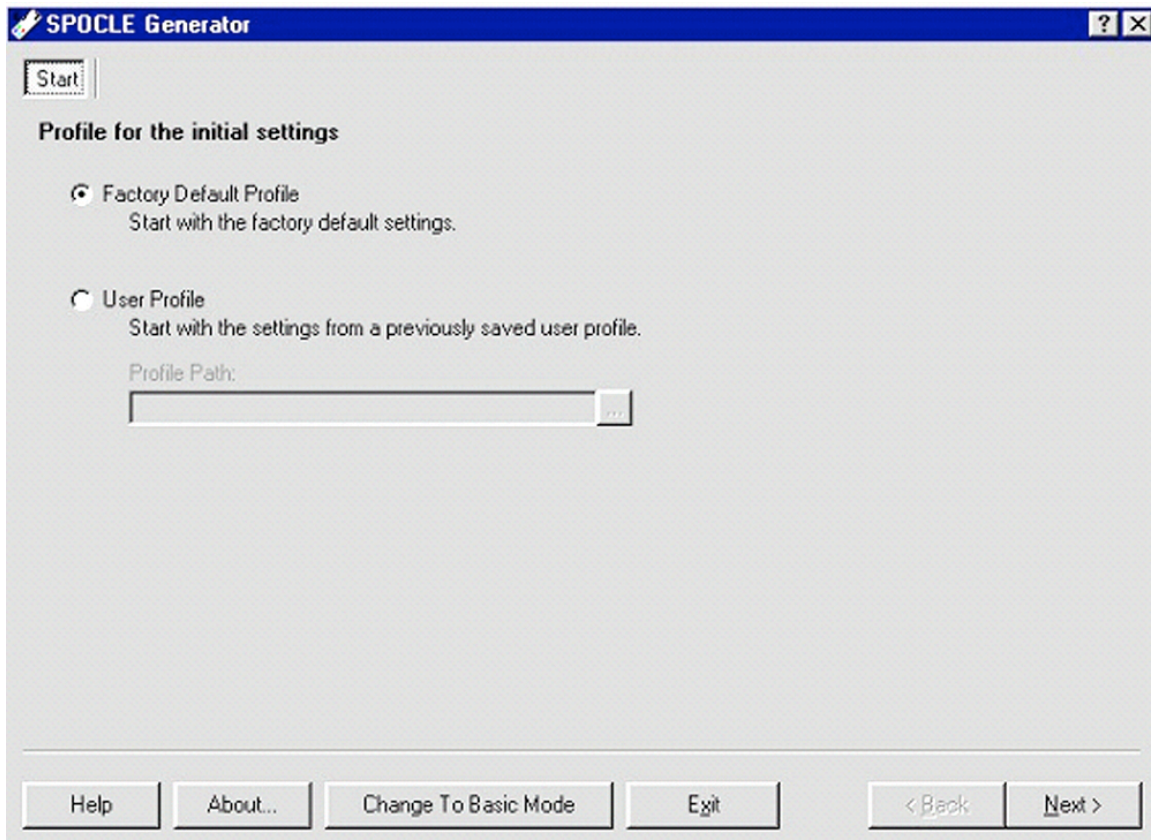 SPOCLE Generator
Start
Profile for the initial settings
Factory Default Profile
Start with the factory default settings.
User Profile
Start with the settings from a previously saved user profile.
Profile Path:
...
Help About... Change To Basic Mode Exit < Back Next >